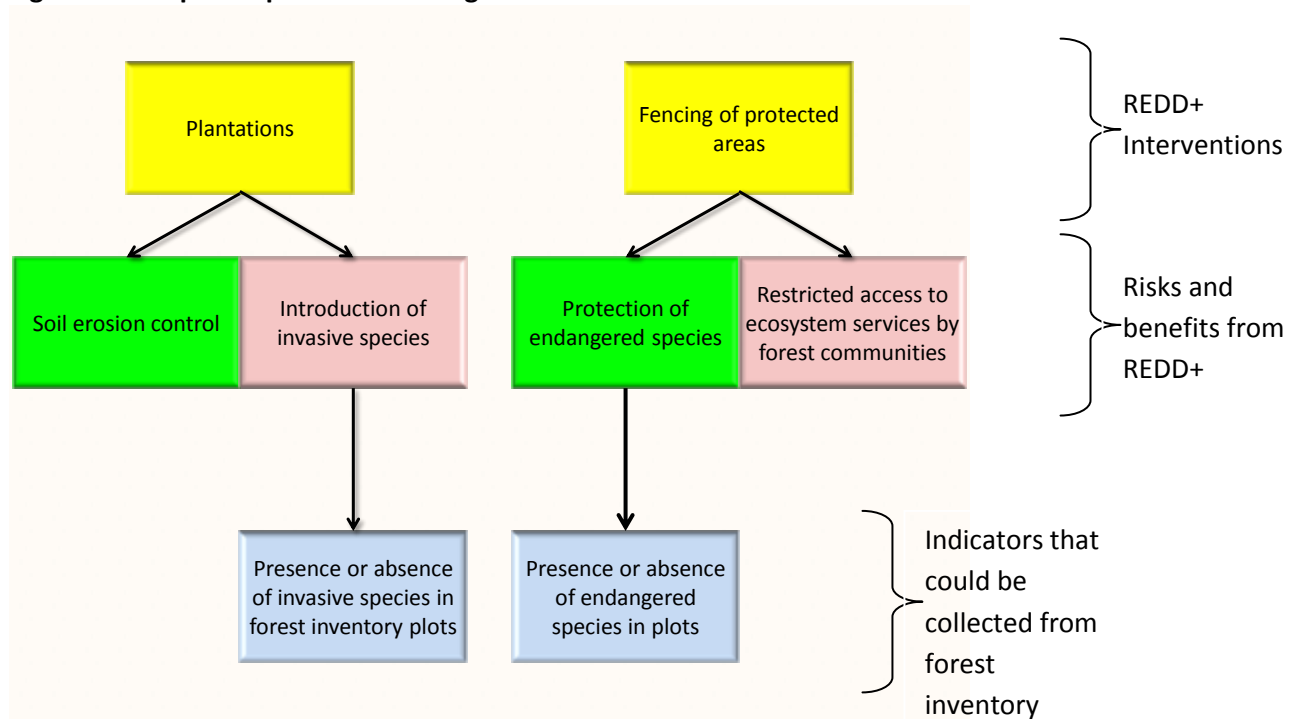 Plantations
Fencing of protected
areas
REDD+
Interventions
Soil erosion control
Introduction of
invasive species
Protection of
endangered species
Restricted access to
ecosystem services by
forest communities
Risks and
benefits from
REDD+
Presence or absence
of invasive species in
forest inventory plots
Presence or absence
of endangered
species in plots
Indicators that
could be
collected from
forest
inventory